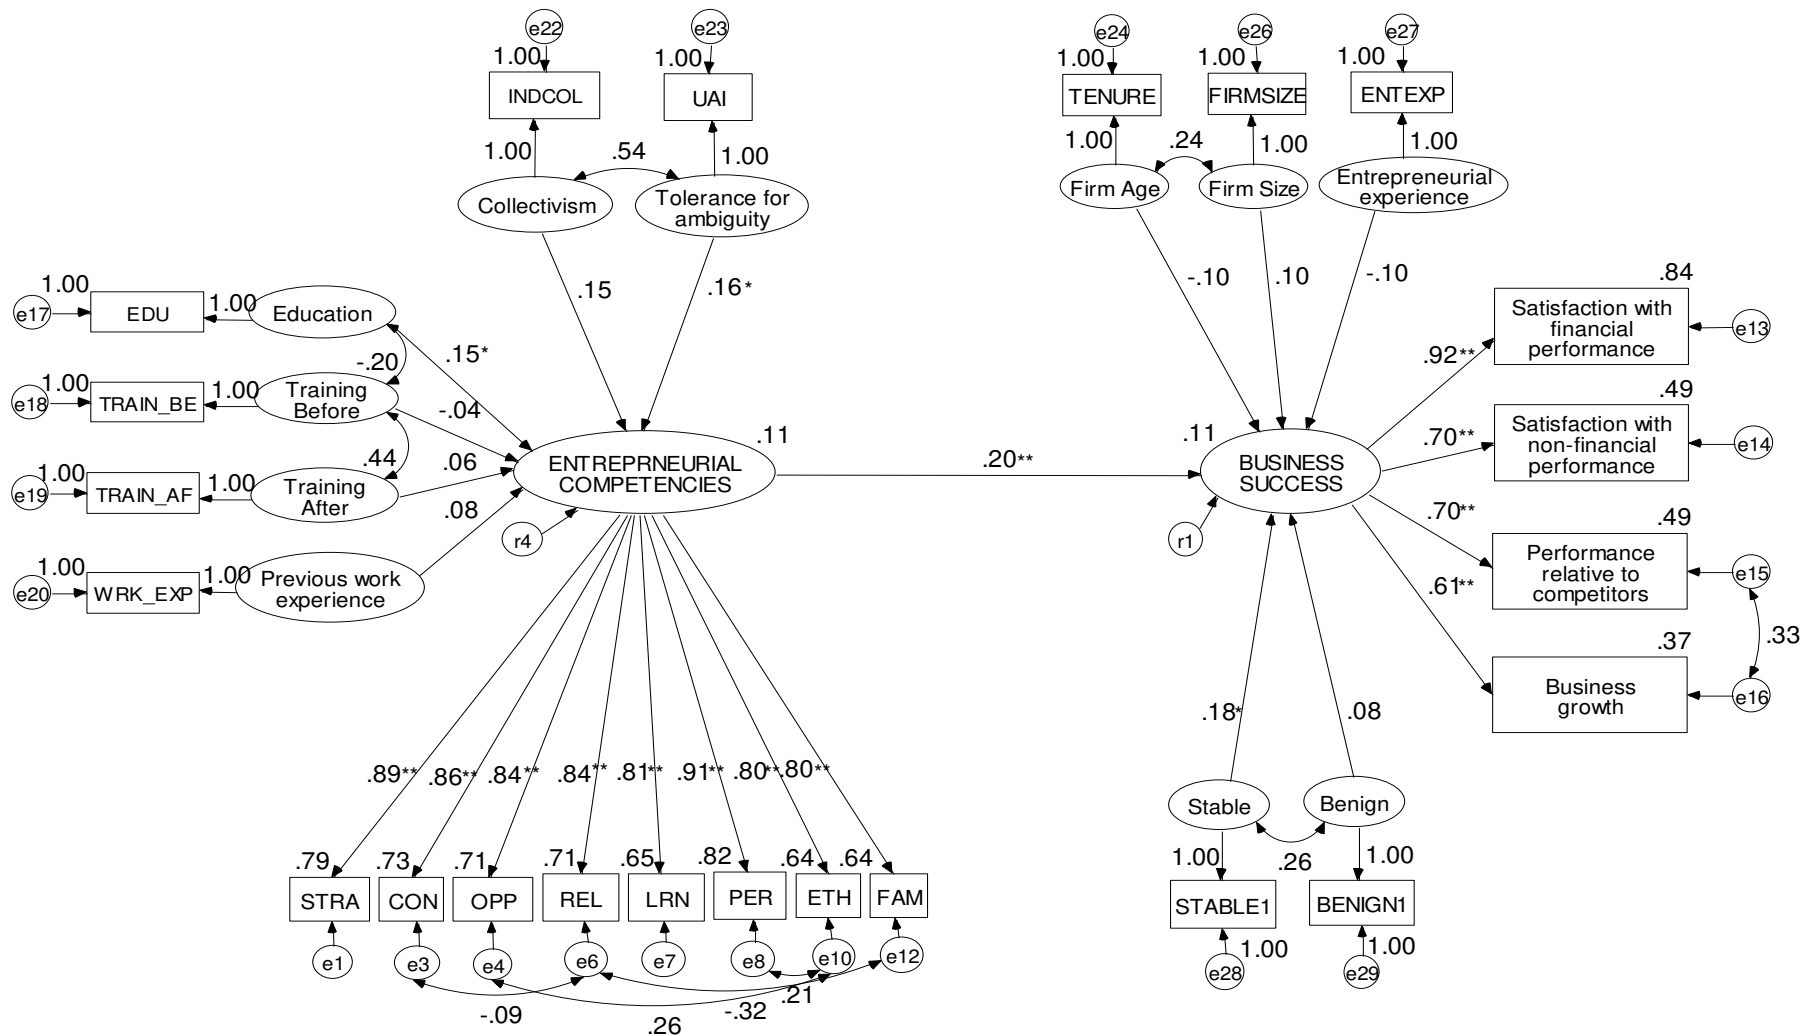 e22
e23
e24
e26
e27
1.00
1.00
1.00
1.00
1.00
INDCOL
UAI
TENURE
FIRMSIZE
ENTEXP
1.00
.54
1.00
1.00
.24
1.00
1.00
Collectivism
Tolerance for
ambiguity
Firm Age
Firm Size
Entrepreneurial
experience
1.00
e17
EDU
1.00
Education
.15
.16*
-.10
.10
-.10
.84
Satisfaction with
financial
performance
e13
-.20
.15*
.92**
1.00
e18
TRAIN_BE
1.00
Training
Before
-.04
.49
Satisfaction with
non-financial
performance
e14
.70**
.44
.06
1.00
e19
TRAIN_AF
1.00
Training
After
.08
.11
ENTREPRNEURIAL
COMPETENCIES
.20**
.11
BUSINESS
SUCCESS
r4
r1
.70**
.49
Performance
relative to
competitors
e15
1.00
e20
WRK_EXP
1.00
Previous work
experience
.61**
.33
.37
Business
growth
e16
.18*
.08
.89**
.86**
.84**
.84**
.81**
.91**
.80**
.80**
Stable
Benign
.26
1.00
1.00
.79
.73
.71
.71
.65
.82
.64
.64
STRA
CON
OPP
REL
LRN
PER
ETH
FAM
STABLE1
BENIGN1
e1
e3
e4
e6
e7
e8
e10
e12
e28
1.00
e29
1.00
-.09
.26
-.32
.21